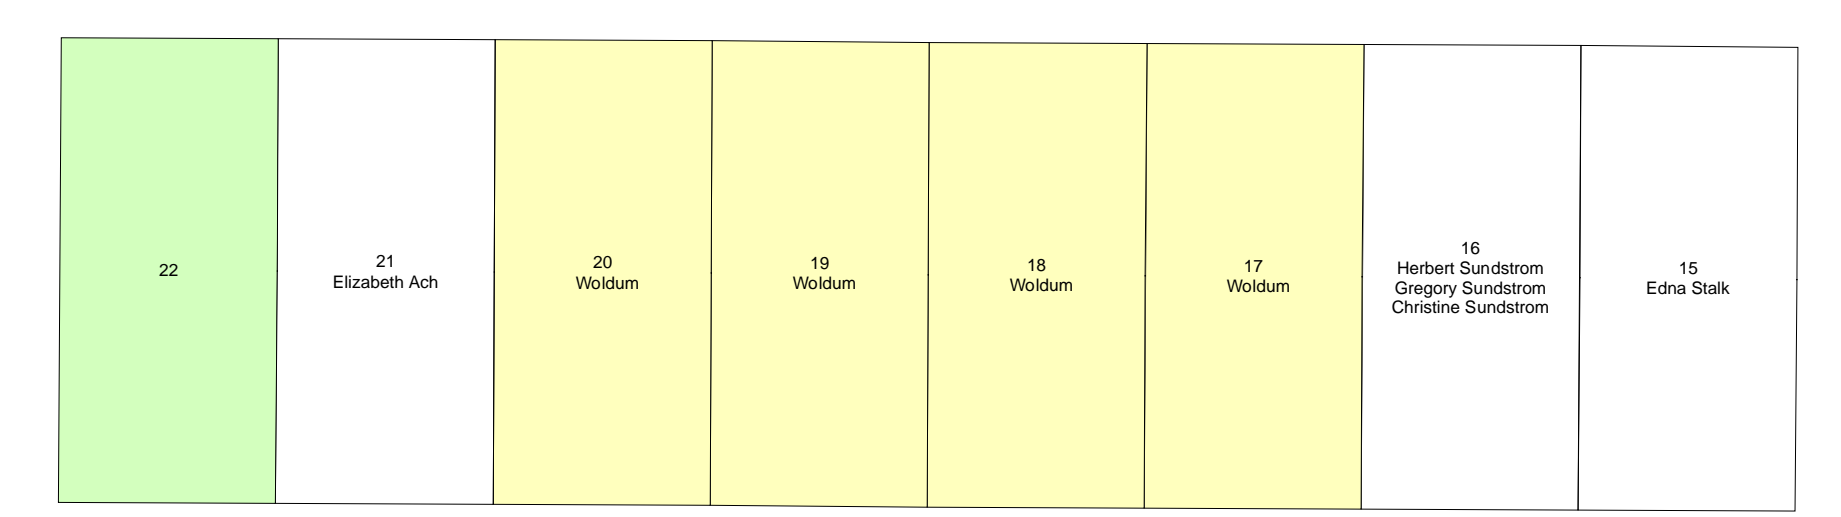 22
21
Elizabeth Ach
20
Woldum
19
Woldum
18
Woldum
17
Woldum
16
Herbert Sundstrom
Gregory Sundstrom
Christine Sundstrom
15
Edna Stalk